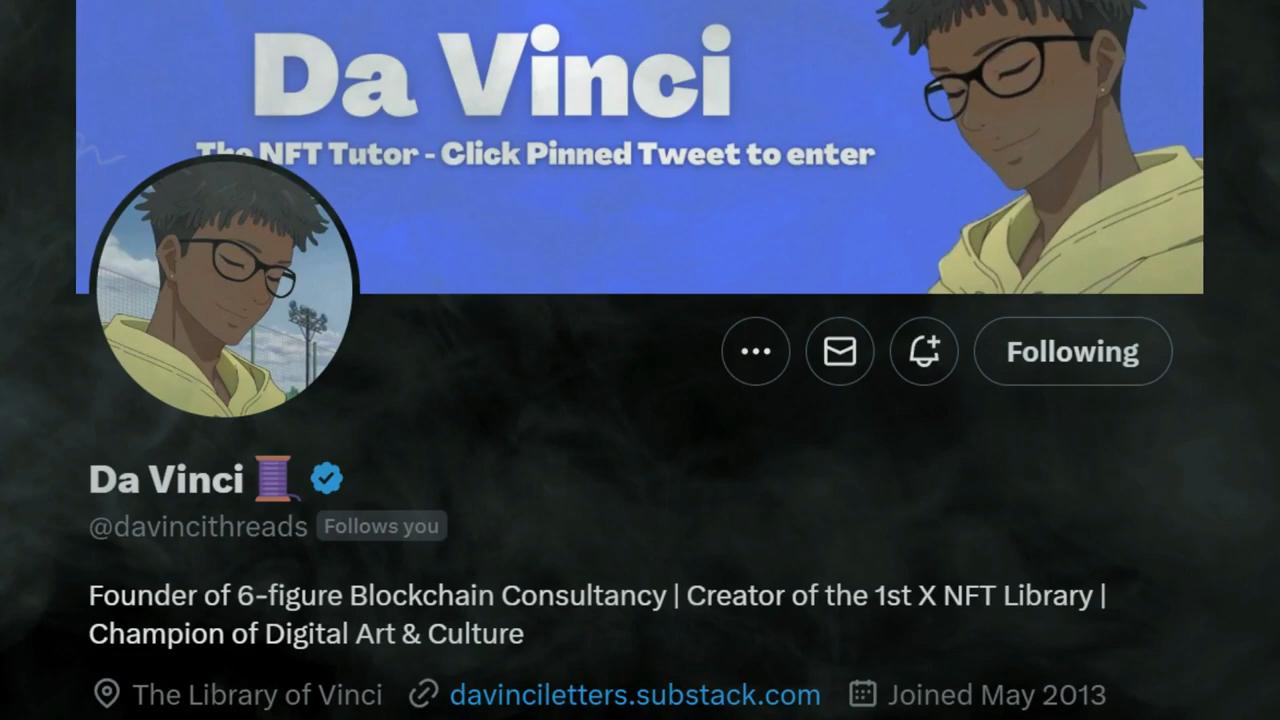 Da Vinci
The NFT Tutor - Click Pinned Tweet to enter
Following
Da Vinci
@davincithreads Follows you
Founder of 6-figure Blockchain Consultancy | Creator of the 1st X NFT Library |
Champion of Digital Art & Culture
The Library of Vinci davinciletters.substack.com Joined May 2013